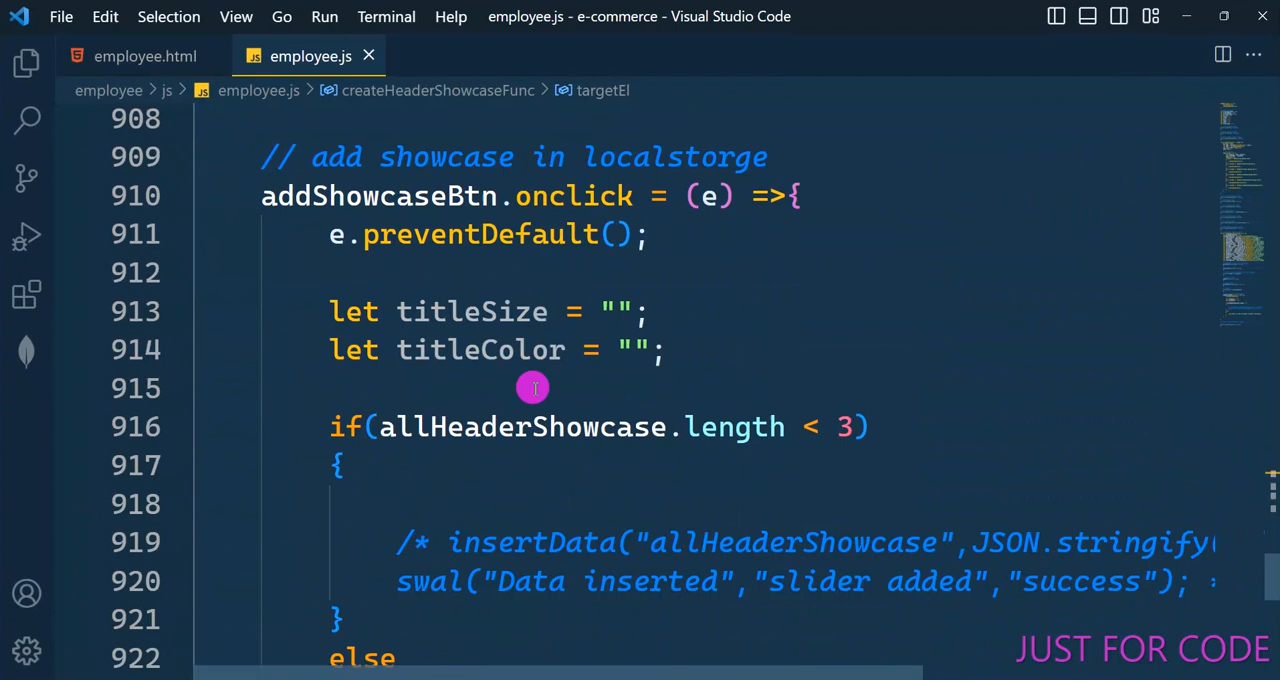 File Edit Selection View Go Run Terminal Help employee.js - e-commerce - Visual Studio Code
employee.html JS employee.js
employee > js > JS employee.js > createHeaderShowcaseFunc > targetEl
908
909 // add showcase in localstorge
910 addShowcaseBtn.onclick = (e) =>{
911 e.preventDefault();
912
913 let titleSize = "";
914 let titleColor = "";
915
916 if(allHeaderShowcase.length < 3)
917 {
918
919 /* insertData("allHeaderShowcase",JSON.stringify(
920 swal("Data inserted","slider added","success");
921 }
922 else
JUST FOR CODE